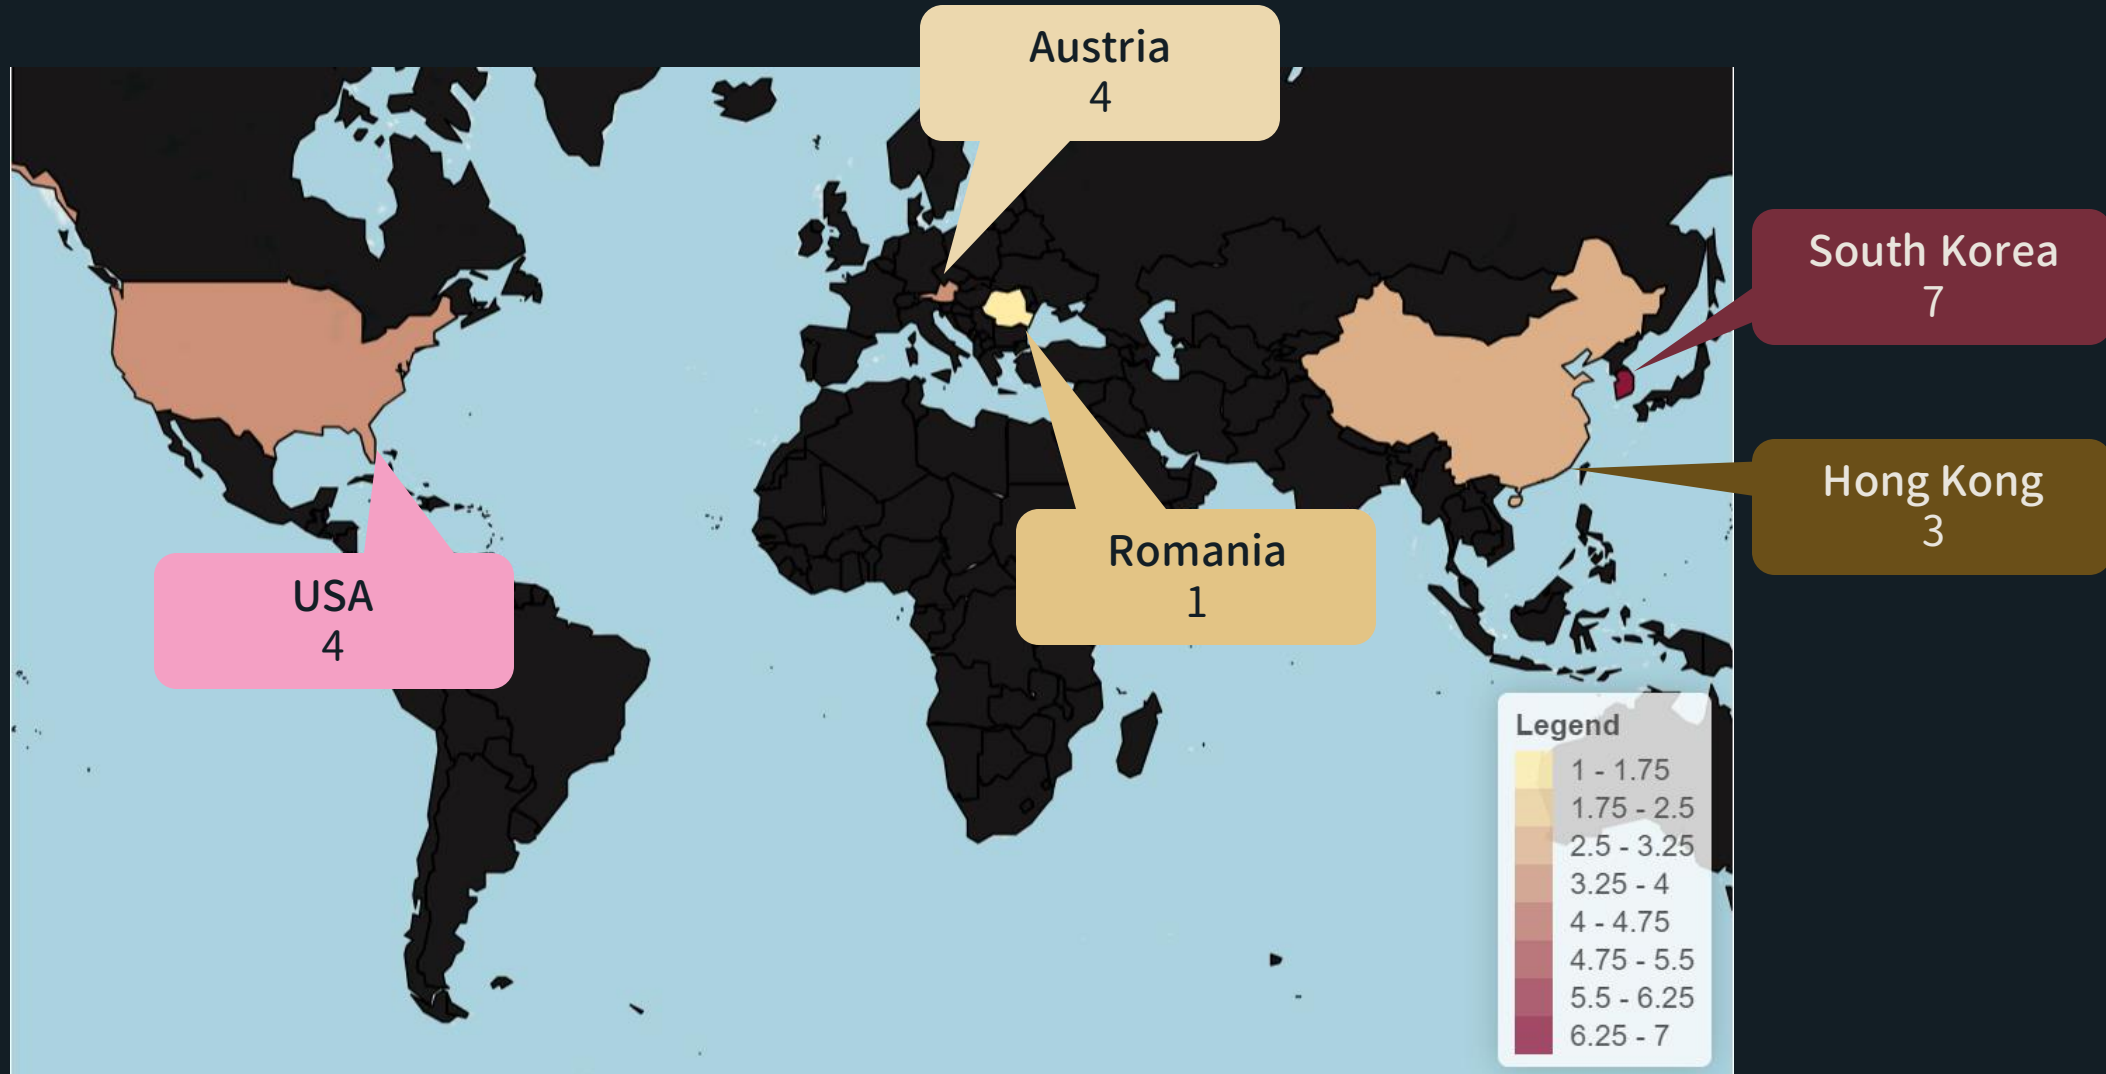 Austria
4
South Korea
7
Hong Kong
3
Romania
1
USA
4
Legend
1 - 1.75
1.75 - 2.5
2.5 - 3.25
3.25 - 4
4 - 4.75
4.75 - 5.5
5.5 - 6.25
6.25 - 7